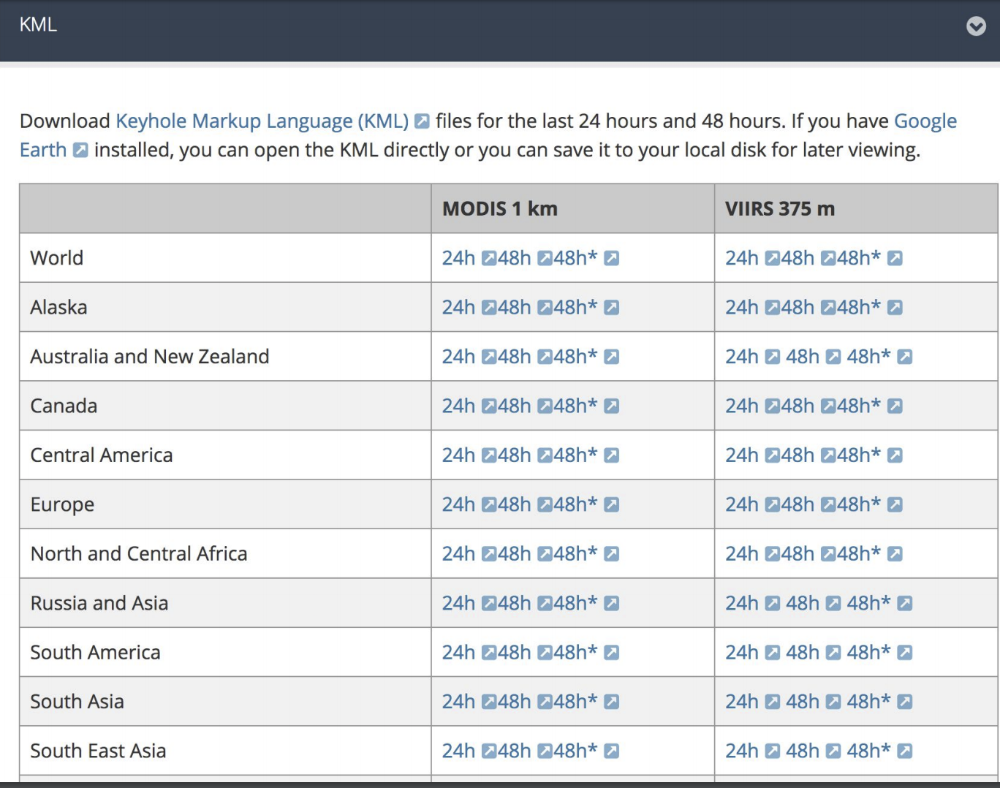 KML
Download Keyhole Markup Language (KML) files for the last 24 hours and 48 hours. If you have Google
Earth installed, you can open the KML directly or you can save it to your local disk for later viewing.
MODIS 1 km VIIRS 375 m
World 24h 48h 48h* 24h 48h 48h*
Alaska 24h 48h 48h* 24h 48h 48h*
Australia and New Zealand 24h 48h 48h* 24h 48h 48h*
Canada 24h 48h 48h* 24h 48h 48h*
Central America 24h 48h 48h* 24h 48h 48h*
Europe 24h 48h 48h* 24h 48h 48h*
North and Central Africa 24h 48h 48h* 24h 48h 48h*
Russia and Asia 24h 48h 48h* 24h 48h 48h*
South America 24h 48h 48h* 24h 48h 48h*
South Asia 24h 48h 48h* 24h 48h 48h*
South East Asia 24h 48h 48h* 24h 48h 48h*